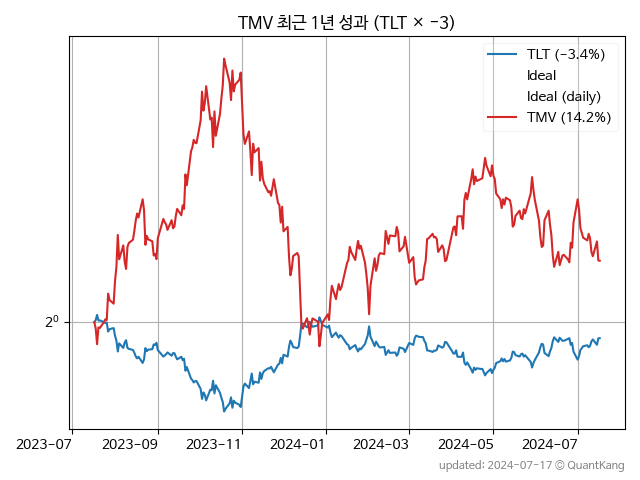 TMV 최근 1년 성과 (TLT × −3)
TLT (−3.4%)
Ideal
Ideal (daily)
TMV (14.2%)
2⁰
2023−07 2023−09 2023−11 2024−01 2024−03 2024−05 2024−07
updated: 2024−07−17 © QuantKang